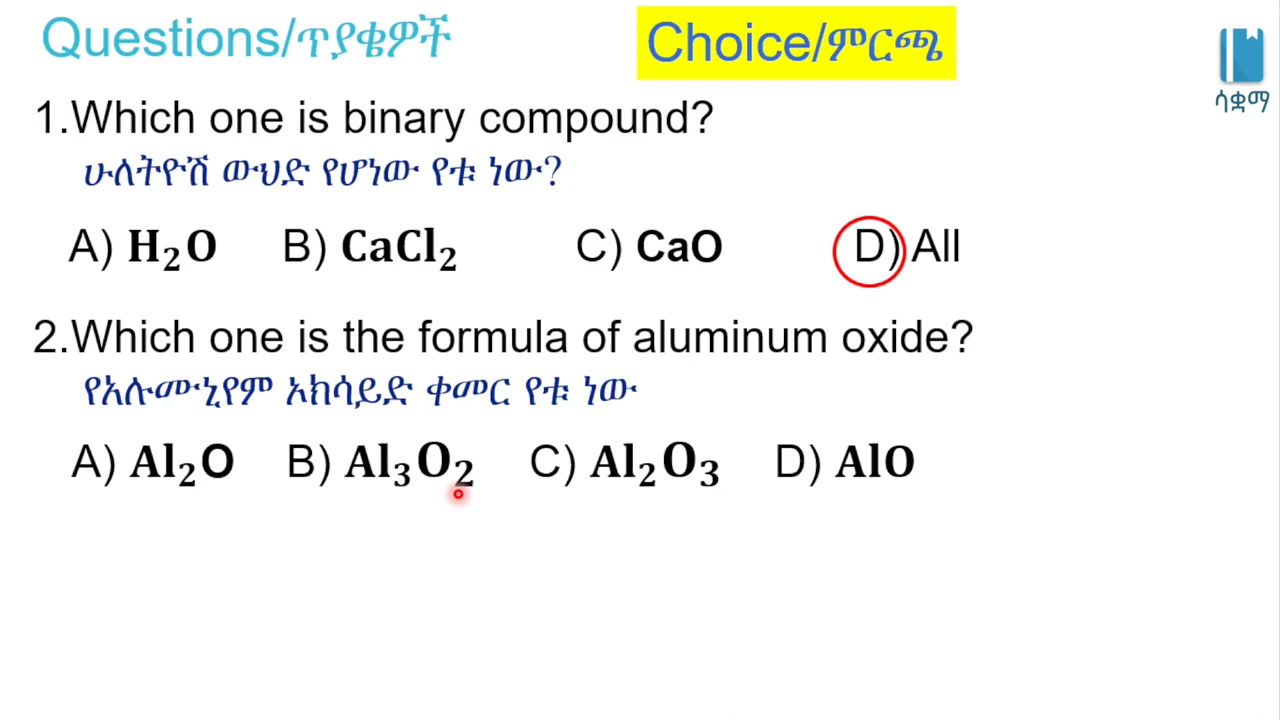 Questions/ጥያቄዎች
Choice/ምርጫ
ሳቋማ
1.Which one is binary compound?
ሁለትዮሽ ውህድ የሆነው የቱ ነው?
A) H₂O B) CaCl₂ C) CaO D) All
2.Which one is the formula of aluminum oxide?
የአሉሙኒየም ኦክሳይድ ቀመር የቱ ነው
A) Al₂O B) Al₃O₂ C) Al₂O₃ D) AlO